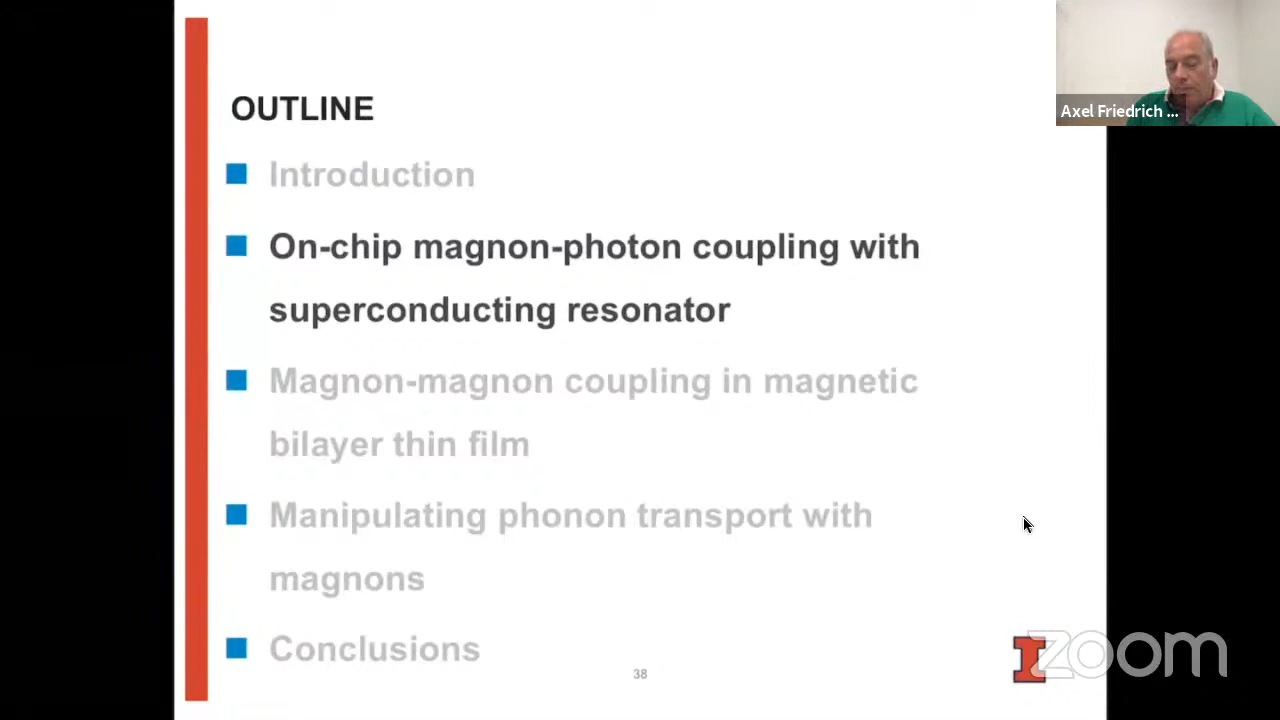 OUTLINE
Introduction
On-chip magnon-photon coupling with
superconducting resonator
Magnon-magnon coupling in magnetic
bilayer thin film
Manipulating phonon transport with
magnons
Conclusions
38
Axel Friedrich ...
I
zoom